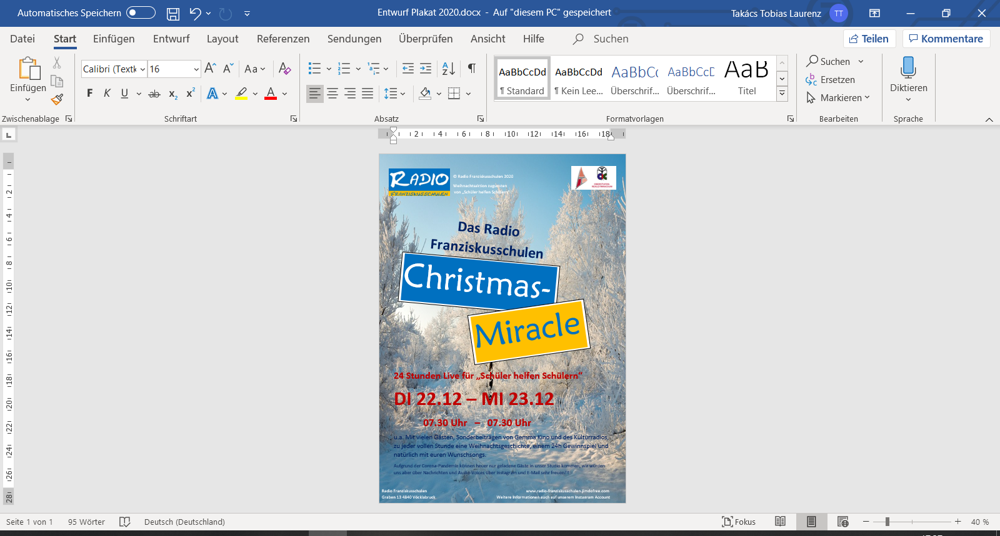 Automatisches Speichern
Entwurf Plakat 2020.docx - Auf "diesem PC" gespeichert
Takács Tobias Laurenz TT
Datei Start Einfügen Entwurf Layout Referenzen Sendungen Überprüfen Ansicht Hilfe Suchen
Teilen Kommentare
Einfügen
Zwischenablage
Calibri (Textk 16
Aa
F K U ab x2 x2 A A
Schriftart
Absatz
AaBbCcDd AaBbCcDd AaBbCc AaBbCcD AaB
¶ Standard ¶ Kein Lee... Überschrif... Überschrif... Titel
Formatvorlagen
Suchen
Ersetzen
Markieren
Bearbeiten
Diktieren
Sprache
2 4 6 8 10 12 14 16 18
2 4 6 8 10 12 14 16 18 20 22 24 26 28
RADIO
FRANZISKUSSCHULEN
© Radio Franziskusschulen 2020
Weihnachtsaktion zugunsten
von „Schüler helfen Schülern"
Das Radio
Franziskusschulen
Christmas-
Miracle
24 Stunden Live für „Schüler helfen Schülern“
DI 22.12 – MI 23.12
07.30 Uhr – 07.30 Uhr
u.a. Mit vielen Gästen, Sonderbeiträgen von Gemma Kino und des Kulturradios,
zu jeder vollen Stunde eine Weihnachtsgeschichte, einem 24h Gewinnspiel und
natürlich mit euren Wunschsongs.
Aufgrund der Corona-Pandemie können heuer nur geladene Gäste in unser Studio kommen, wir würden
uns aber über Nachrichten und Audio-Voices über Instagram und E-Mail sehr freuen!!!
Radio Franziskusschulen
Graben 13 4840 Vöcklabruck
www.radio-franziskusschulen.jimdofree.com
Weitere Informationen auch auf unserem Instagram Account
Seite 1 von 1 95 Wörter Deutsch (Deutschland)
Fokus
40 %